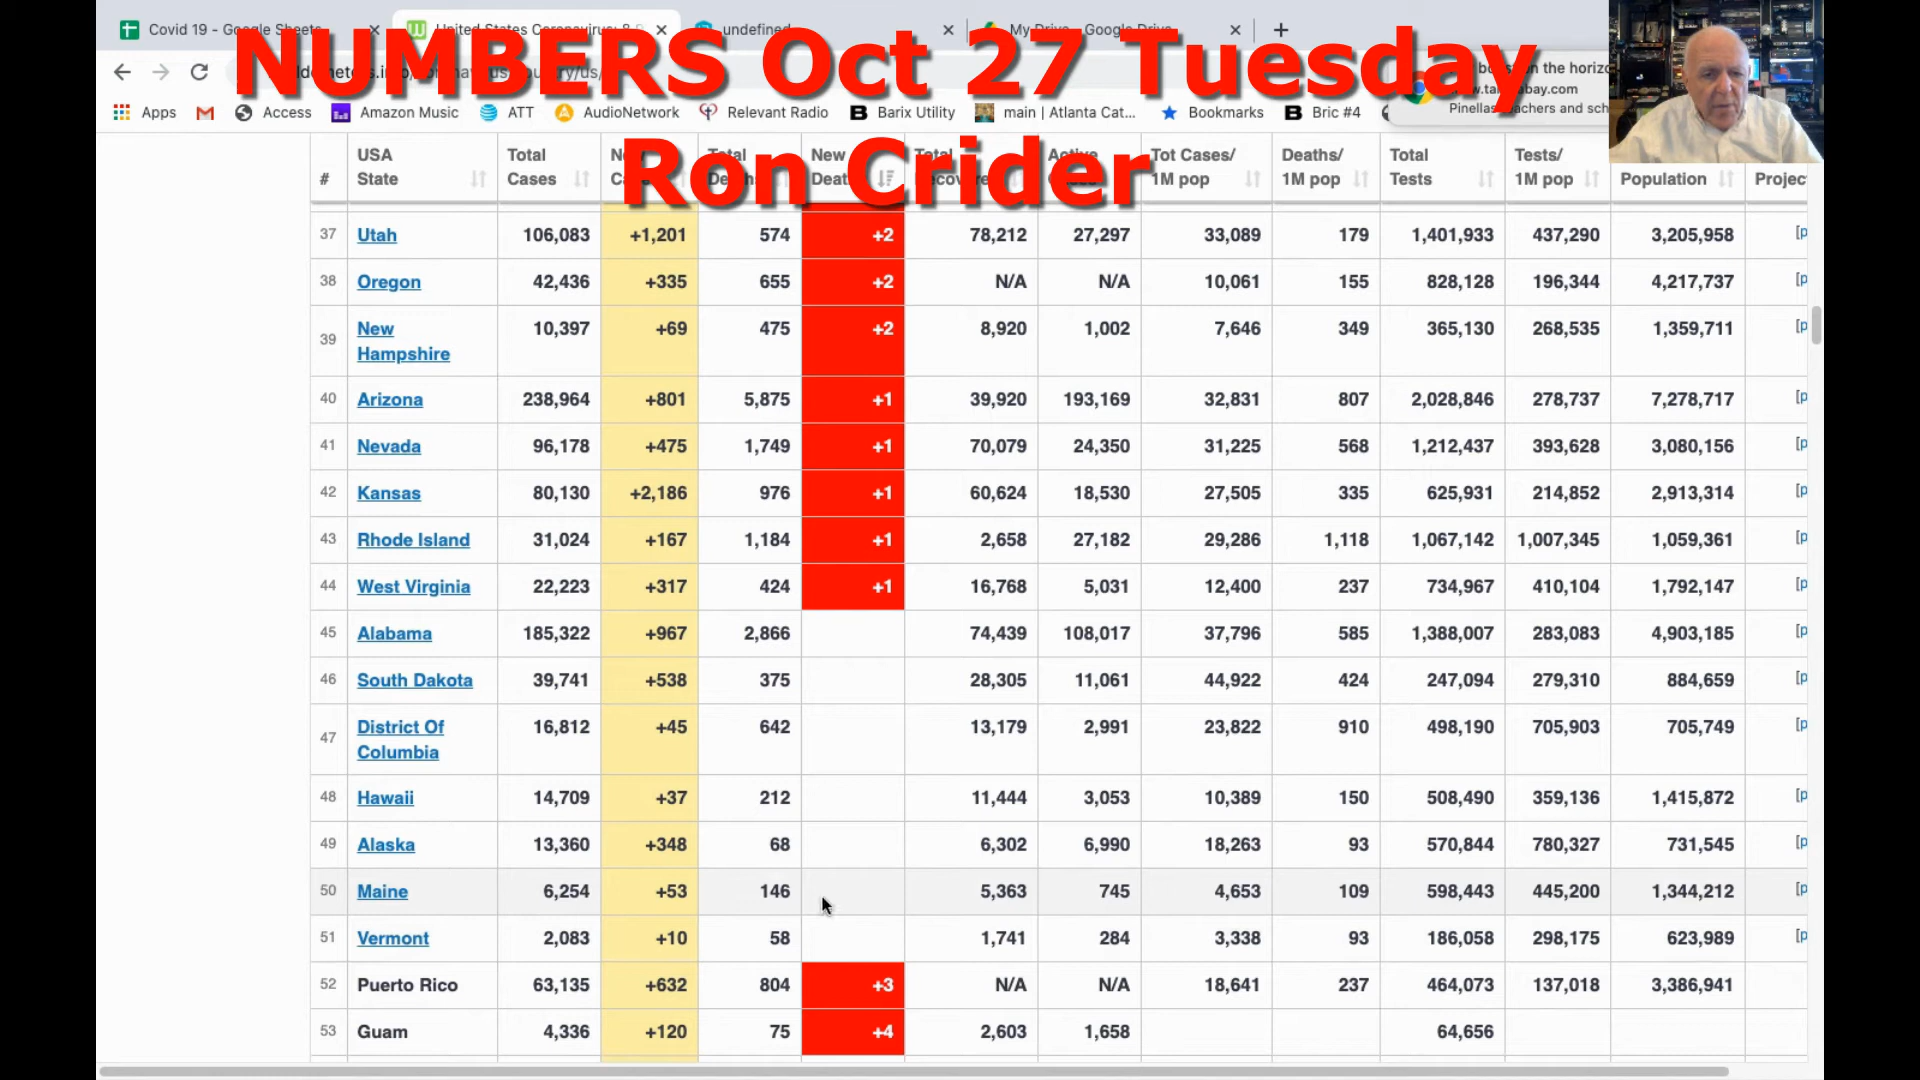 Covid 19 - Google Sheets
United States Coronavirus: 8
undefined
My Drive - Google Drive
NUMBERS Oct 27 Tuesday
Ron Crider
on the horizo
Pinellas
Apps Access Amazon Music ATT AudioNetwork Relevant Radio Barix Utility main | Atlanta Cat... Bookmarks Bric #4
# USA State Total Cases New Cases Total Deaths New Deaths Total Recovered Active Cases Tot Cases/ 1M pop Deaths/ 1M pop Total Tests Tests/ 1M pop Population Projec
37 Utah 106,083 +1,201 574 +2 78,212 27,297 33,089 179 1,401,933 437,290 3,205,958 [p
38 Oregon 42,436 +335 655 +2 N/A N/A 10,061 155 828,128 196,344 4,217,737 [p
39 New Hampshire 10,397 +69 475 +2 8,920 1,002 7,646 349 365,130 268,535 1,359,711 [p
40 Arizona 238,964 +801 5,875 +1 39,920 193,169 32,831 807 2,028,846 278,737 7,278,717 [p
41 Nevada 96,178 +475 1,749 +1 70,079 24,350 31,225 568 1,212,437 393,628 3,080,156 [p
42 Kansas 80,130 +2,186 976 +1 60,624 18,530 27,505 335 625,931 214,852 2,913,314 [p
43 Rhode Island 31,024 +167 1,184 +1 2,658 27,182 29,286 1,118 1,067,142 1,007,345 1,059,361 [p
44 West Virginia 22,223 +317 424 +1 16,768 5,031 12,400 237 734,967 410,104 1,792,147 [p
45 Alabama 185,322 +967 2,866 74,439 108,017 37,796 585 1,388,007 283,083 4,903,185 [p
46 South Dakota 39,741 +538 375 28,305 11,061 44,922 424 247,094 279,310 884,659 [p
47 District Of Columbia 16,812 +45 642 13,179 2,991 23,822 910 498,190 705,903 705,749 [p
48 Hawaii 14,709 +37 212 11,444 3,053 10,389 150 508,490 359,136 1,415,872 [p
49 Alaska 13,360 +348 68 6,302 6,990 18,263 93 570,844 780,327 731,545 [p
50 Maine 6,254 +53 146 5,363 745 4,653 109 598,443 445,200 1,344,212 [p
51 Vermont 2,083 +10 58 1,741 284 3,338 93 186,058 298,175 623,989 [p
52 Puerto Rico 63,135 +632 804 +3 N/A N/A 18,641 237 464,073 137,018 3,386,941
53 Guam 4,336 +120 75 +4 2,603 1,658 64,656